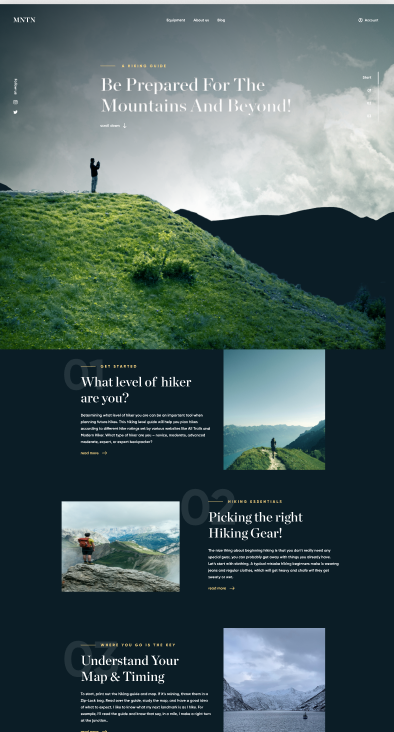 MNTN
Equipment About us Blog
Account
A HIKING GUIDE
Be Prepared For The
Mountains And Beyond!
scroll down
Follow us
Start
01
GET STARTED
What level of hiker
are you?
Determining what level of hiker you are can be an important tool when
planning future hikes. This hiking level guide will help you plan hikes
according to different hike ratings set by various websites like All Trails and
Modern Hiker. What type of hiker are you – novice, moderate, advanced
moderate, expert, or expert backpacker?
read more
02
HIKING ESSENTIALS
Picking the right
Hiking Gear!
The nice thing about beginning hiking is that you don't really need any
special gear, you can probably get away with things you already have.
Let's start with clothing. A typical mistake hiking beginners make is wearing
jeans and regular clothes, which will get heavy and chafe wif they get
sweaty or wet.
read more
03
WHERE YOU GO IS THE KEY
Understand Your
Map & Timing
To start, print out the hiking guide and map. If it's raining, throw them in a
Zip-Lock bag. Read over the guide, study the map, and have a good idea
of what to expect. I like to know what my next landmark is as I hike. For
example, I'll read the guide and know that say, in a mile, I make a right turn
at the junction..
read more